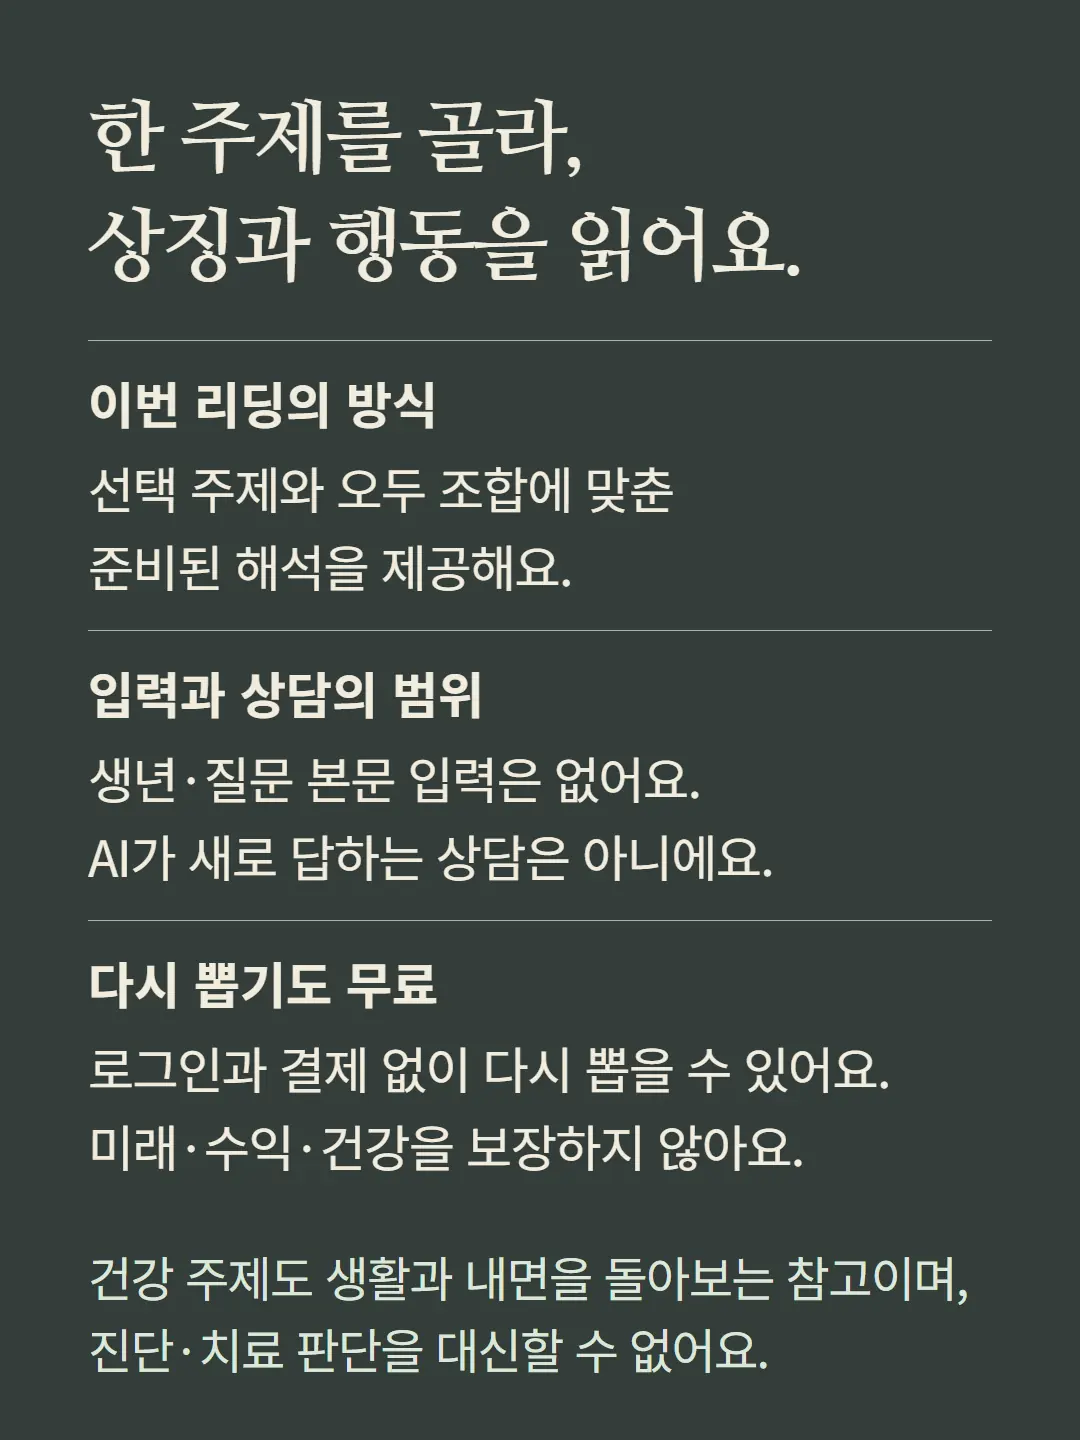 한 주제를 골라,
상징과 행동을 읽어요.
이번 리딩의 방식
선택 주제와 오두 조합에 맞춘
준비된 해석을 제공해요.
입력과 상담의 범위
생년·질문 본문 입력은 없어요.
AI가 새로 답하는 상담은 아니에요.
다시 뽑기도 무료
로그인과 결제 없이 다시 뽑을 수 있어요.
미래·수익·건강을 보장하지 않아요.
건강 주제도 생활과 내면을 돌아보는 참고이며,
진단·치료 판단을 대신할 수 없어요.